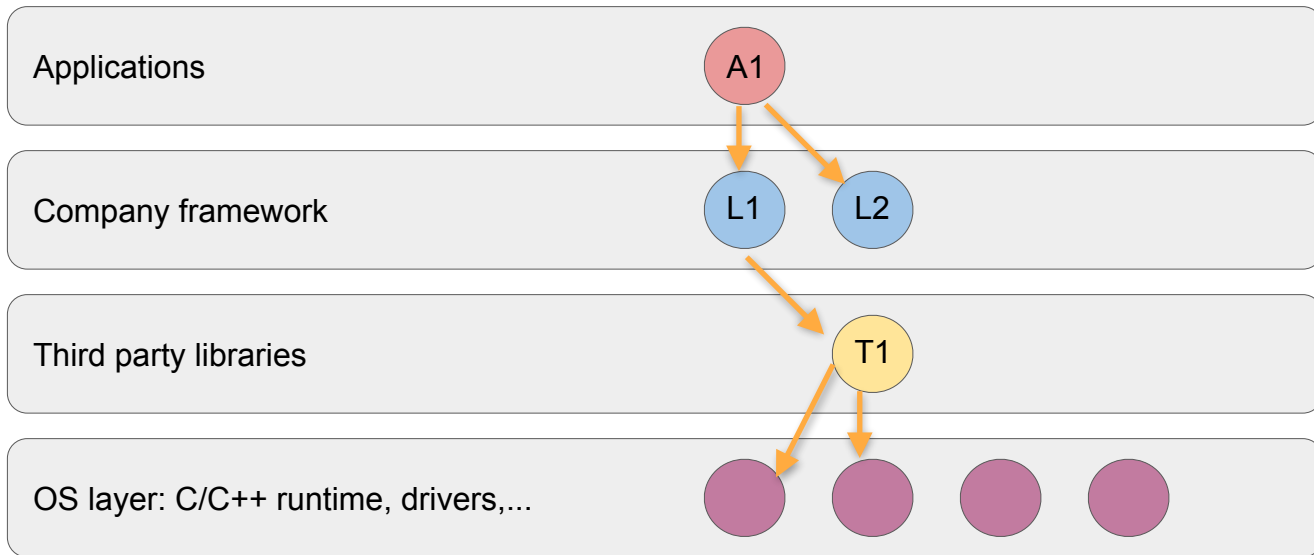 Applications
A1
Company framework
L1
L2
Third party libraries
T1
OS layer: C/C++ runtime, drivers,...